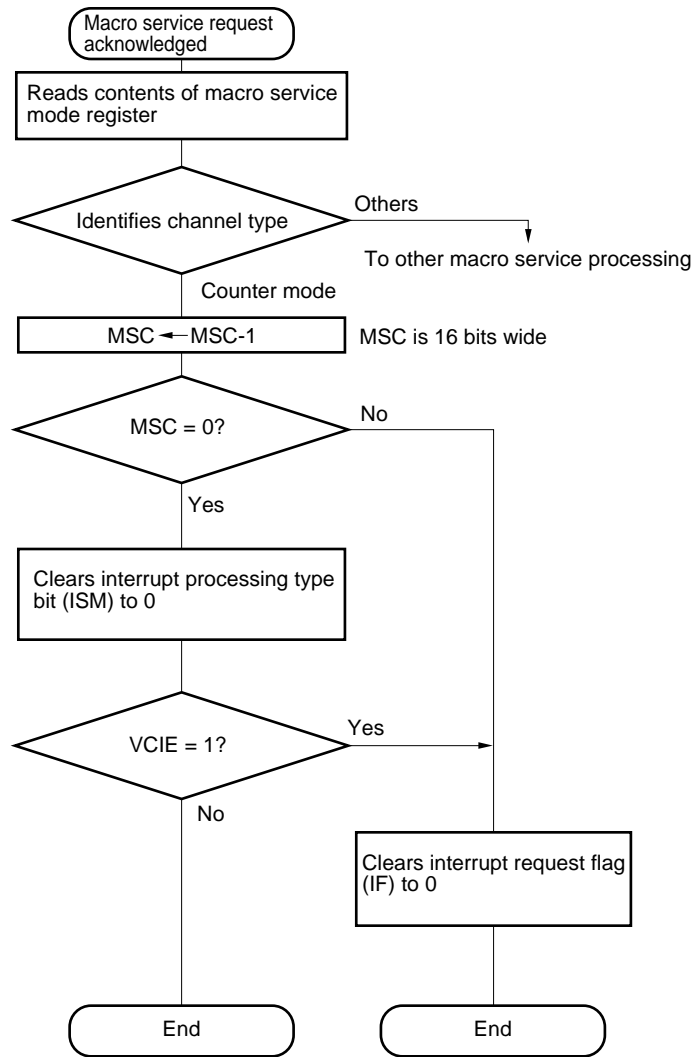 Macro service request
acknowledged
Reads contents of macro service
mode register
Identifies channel type
Others
To other macro service processing
Counter mode
MSC ← MSC-1
MSC is 16 bits wide
MSC = 0?
No
Yes
Clears interrupt processing type
bit (ISM) to 0
VCIE = 1?
Yes
No
Clears interrupt request flag
(IF) to 0
End
End